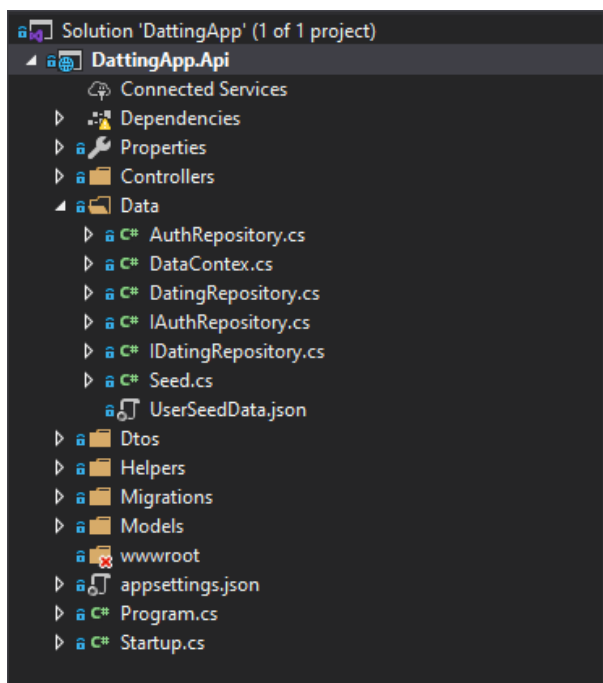 Solution 'DattingApp' (1 of 1 project)
DattingApp.Api
Connected Services
Dependencies
Properties
Controllers
Data
C# AuthRepository.cs
C# DataContex.cs
C# DatingRepository.cs
C# IAuthRepository.cs
C# IDatingRepository.cs
C# Seed.cs
UserSeedData.json
Dtos
Helpers
Migrations
Models
wwwroot
appsettings.json
C# Program.cs
C# Startup.cs